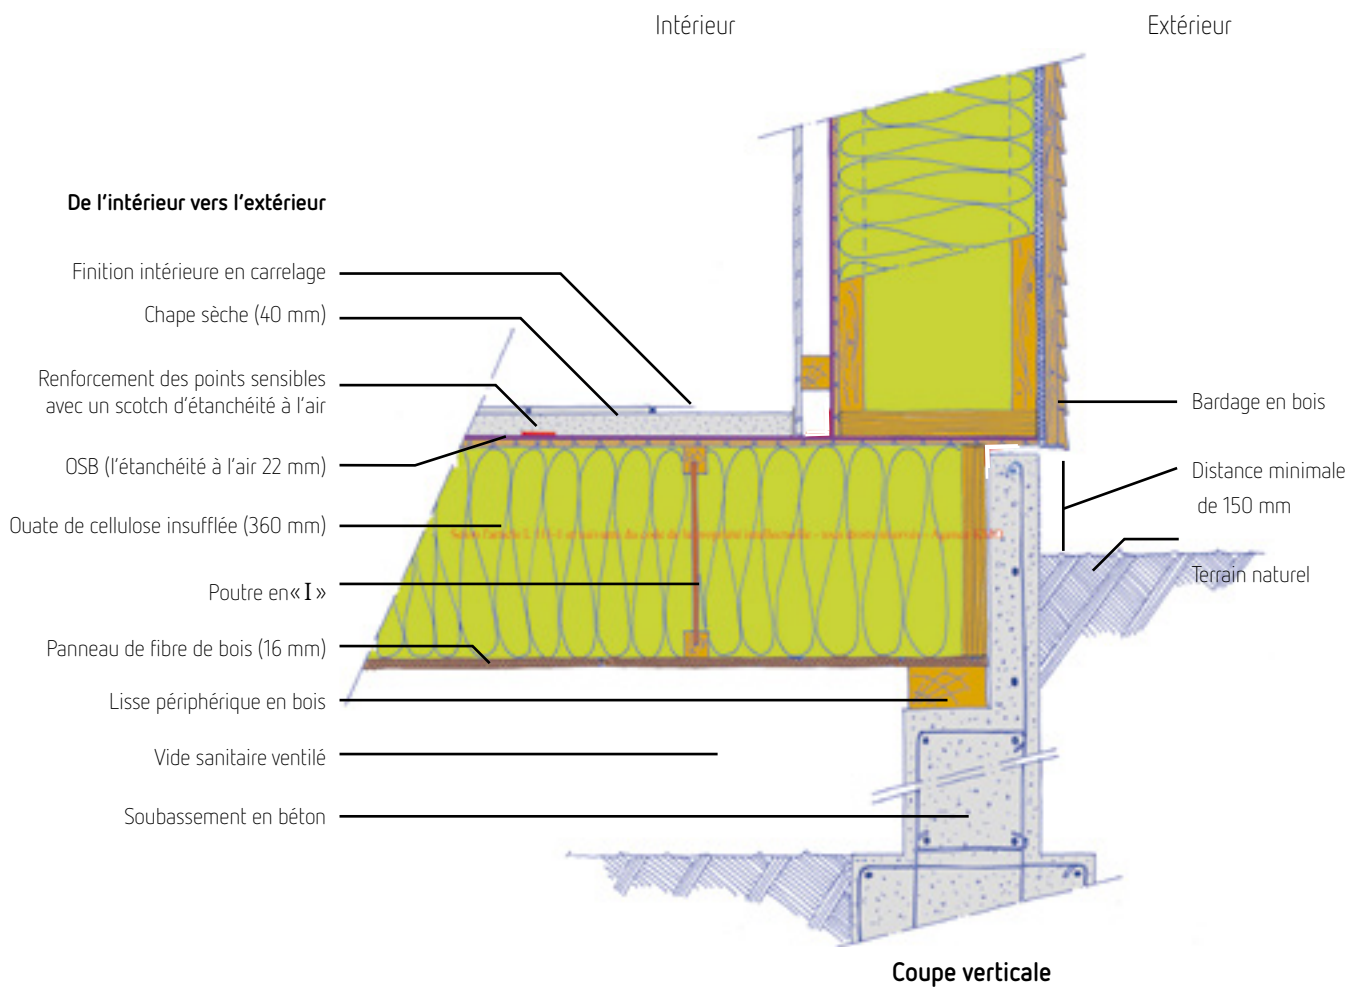 Intérieur
Extérieur
De l'intérieur vers l'extérieur
Finition intérieure en carrelage
Chape sèche (40 mm)
Renforcement des points sensibles
avec un scotch d'étanchéité à l'air
OSB (l'étanchéité à l'air 22 mm)
Ouate de cellulose insufflée (360 mm)
Poutre en« I »
Panneau de fibre de bois (16 mm)
Lisse périphérique en bois
Vide sanitaire ventilé
Soubassement en béton
Bardage en bois
Distance minimale
de 150 mm
Terrain naturel
Coupe verticale